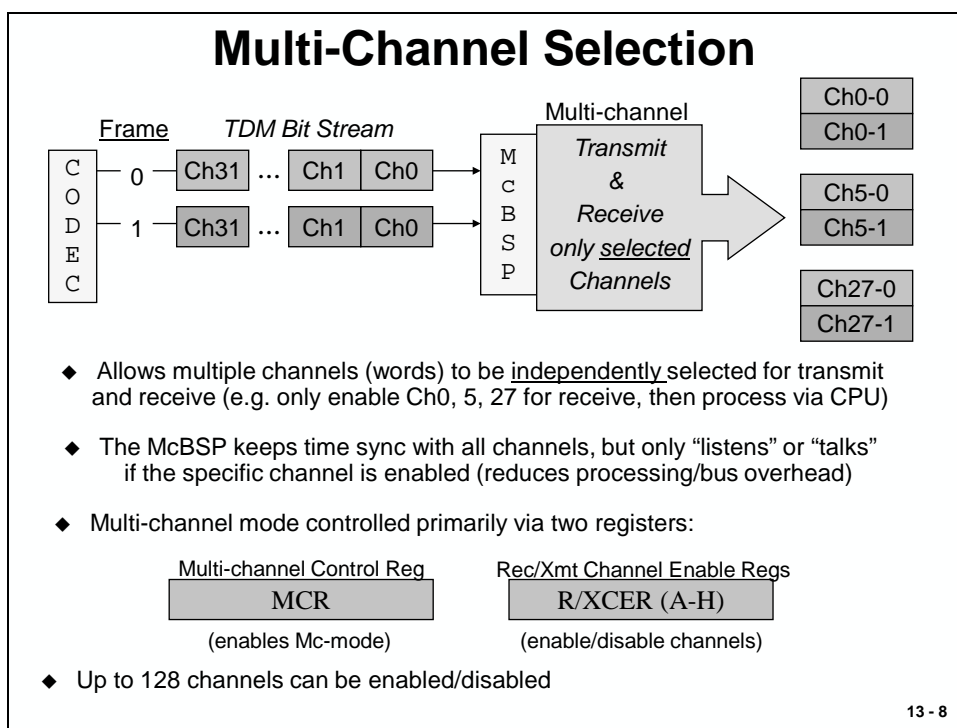 Multi-Channel Selection
Frame
TDM Bit Stream
Multi-channel
C
O
D
E
C
0
Ch31
...
Ch1
Ch0
1
Ch31
...
Ch1
Ch0
M
c
B
S
P
Transmit
&
Receive
only selected
Channels
Ch0-0
Ch0-1
Ch5-0
Ch5-1
Ch27-0
Ch27-1
◆ Allows multiple channels (words) to be independently selected for transmit
and receive (e.g. only enable Ch0, 5, 27 for receive, then process via CPU)
◆ The McBSP keeps time sync with all channels, but only “listens” or “talks”
if the specific channel is enabled (reduces processing/bus overhead)
◆ Multi-channel mode controlled primarily via two registers:
Multi-channel Control Reg
MCR
(enables Mc-mode)
Rec/Xmt Channel Enable Regs
R/XCER (A-H)
(enable/disable channels)
◆ Up to 128 channels can be enabled/disabled
13 - 8